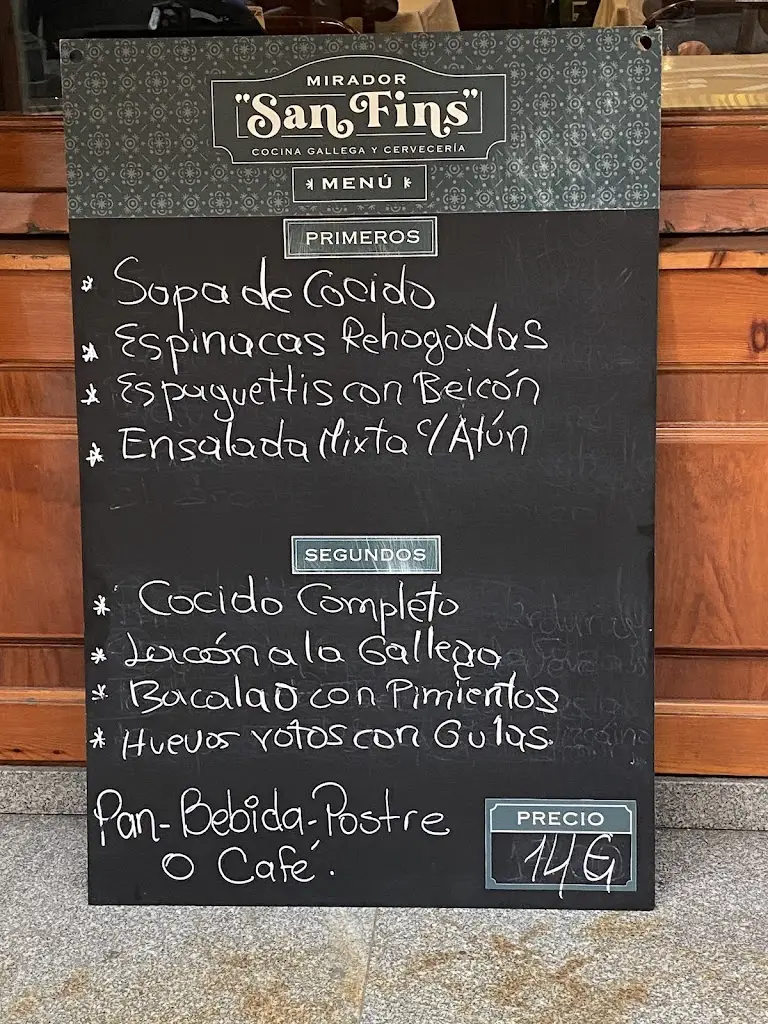 MIRADOR
"San Fins"
COCINA GALLEGA Y CERVECERÍA
* MENÚ *
PRIMEROS
* Sopa de Cocido
* Espinacas Rehogadas
* Espaguettis con Beicón
* Ensalada Mixta c/Atún
SEGUNDOS
* Cocido Completo
* Lacón a la Gallega
* Bacalao con Pimientos
* Huevos rotos con Gulas.
Pan-Bebida-Postre
o Café.
PRECIO
14€